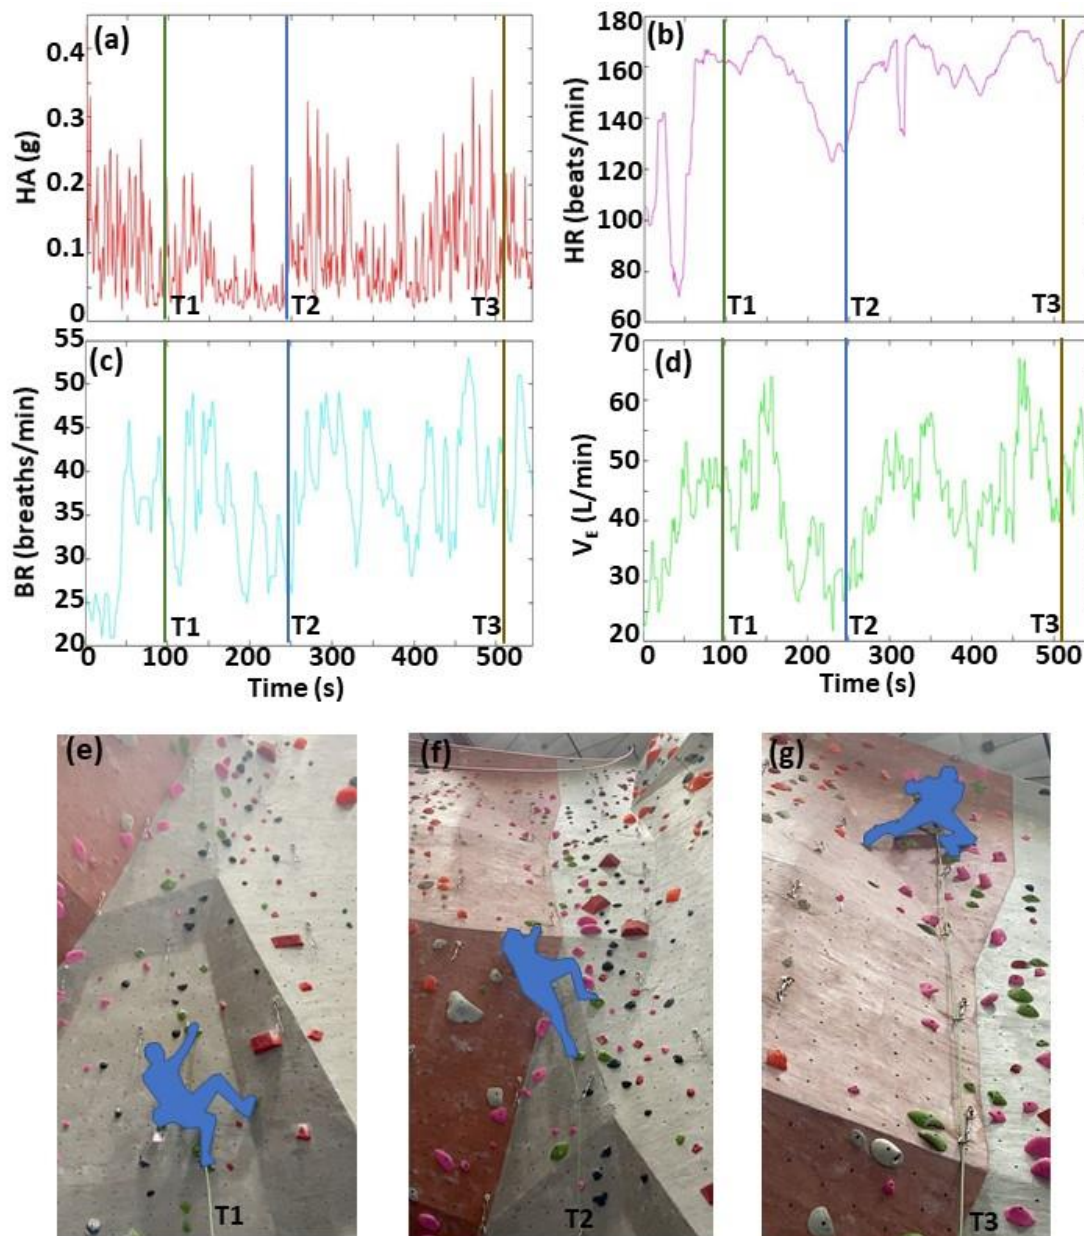 (a)
HA (g)
0.4
0.3
0.2
0.1
0
T1
T2
T3
(b)
HR (beats/min)
180
160
140
120
100
80
60
T1
T2
T3
(c)
BR (breaths/min)
55
50
45
40
35
30
25
20
T1
T2
T3
0 100 200 300 400 500
Time (s)
(d)
VE (L/min)
70
60
50
40
30
20
T1
T2
T3
0 100 200 300 400 500
Time (s)
(e)
T1
(f)
T2
(g)
T3